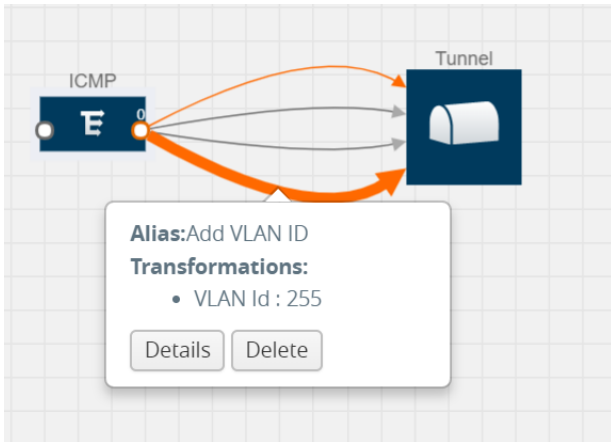 Tunnel
ICMP
0
Alias:Add VLAN ID
Transformations:
• VLAN Id : 255
Details Delete